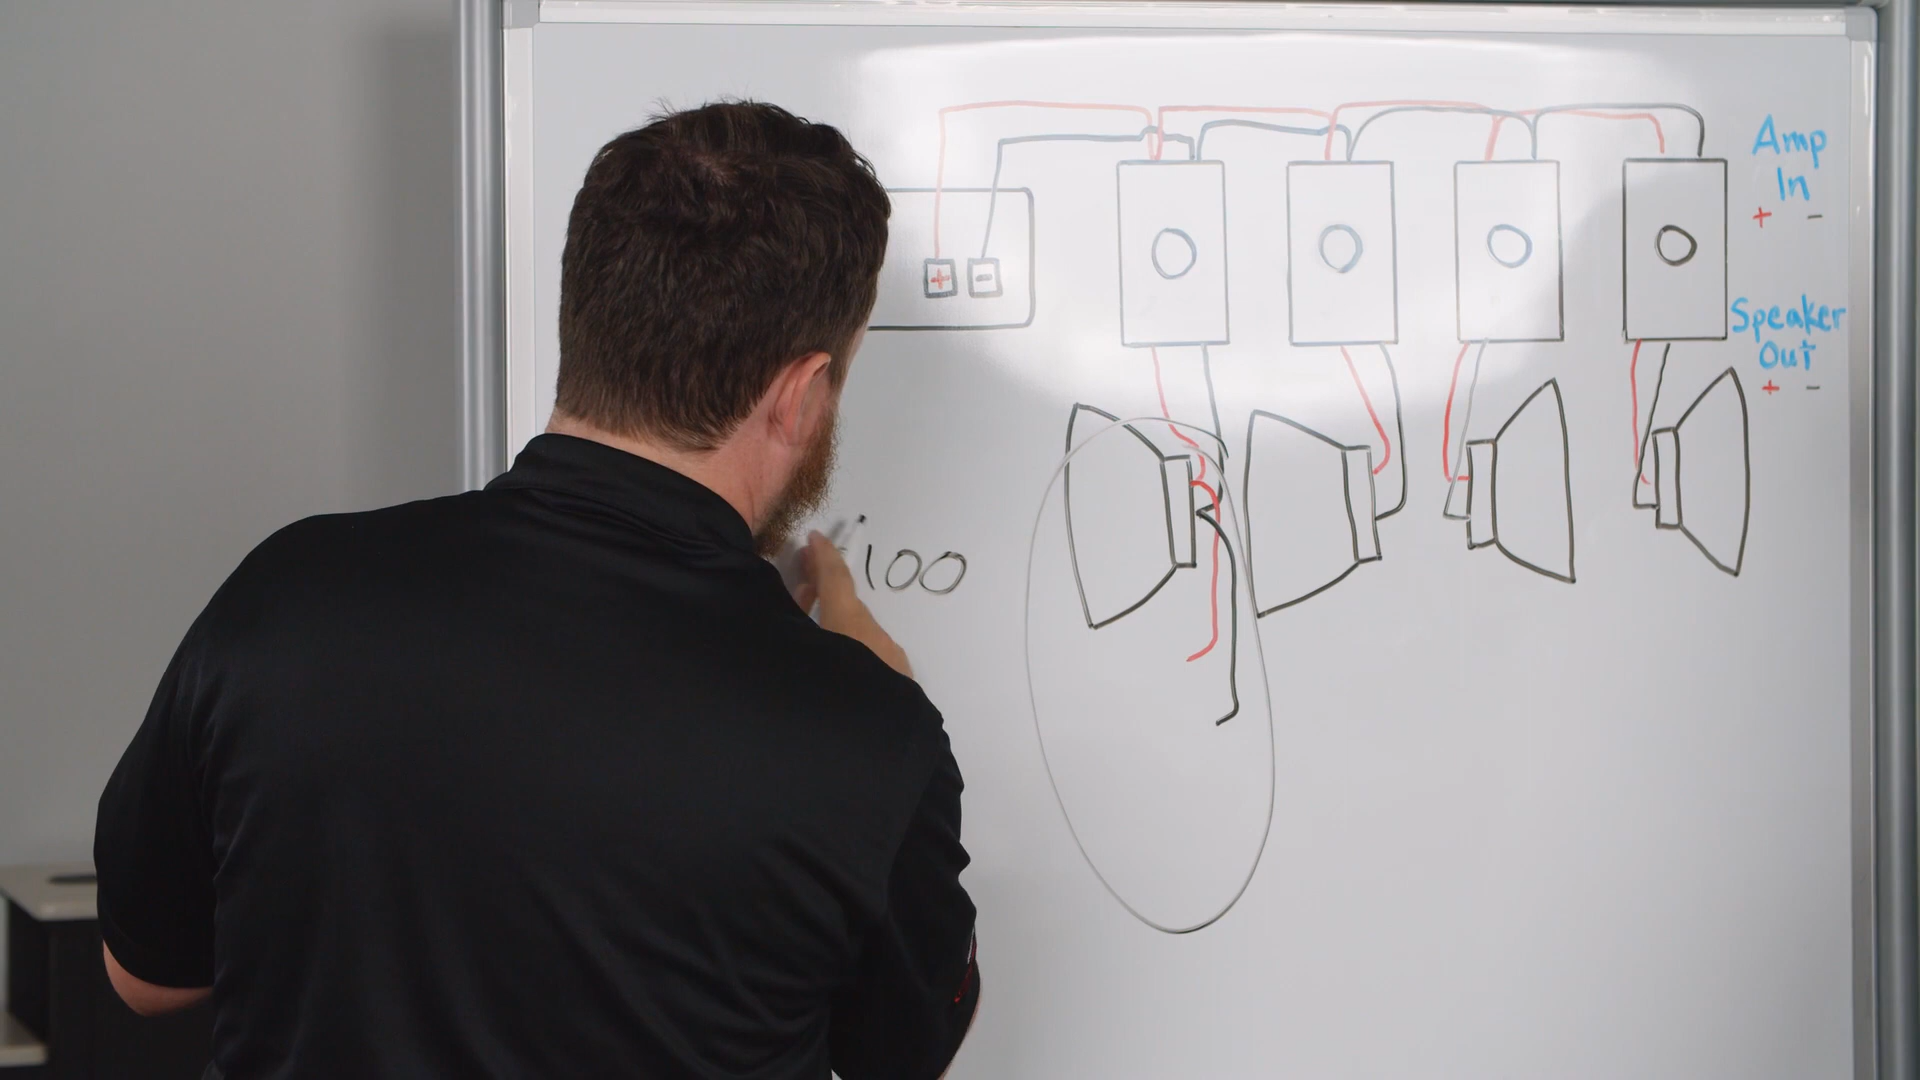 Amp
In
+ -
+ -
Speaker
Out
+ -
100